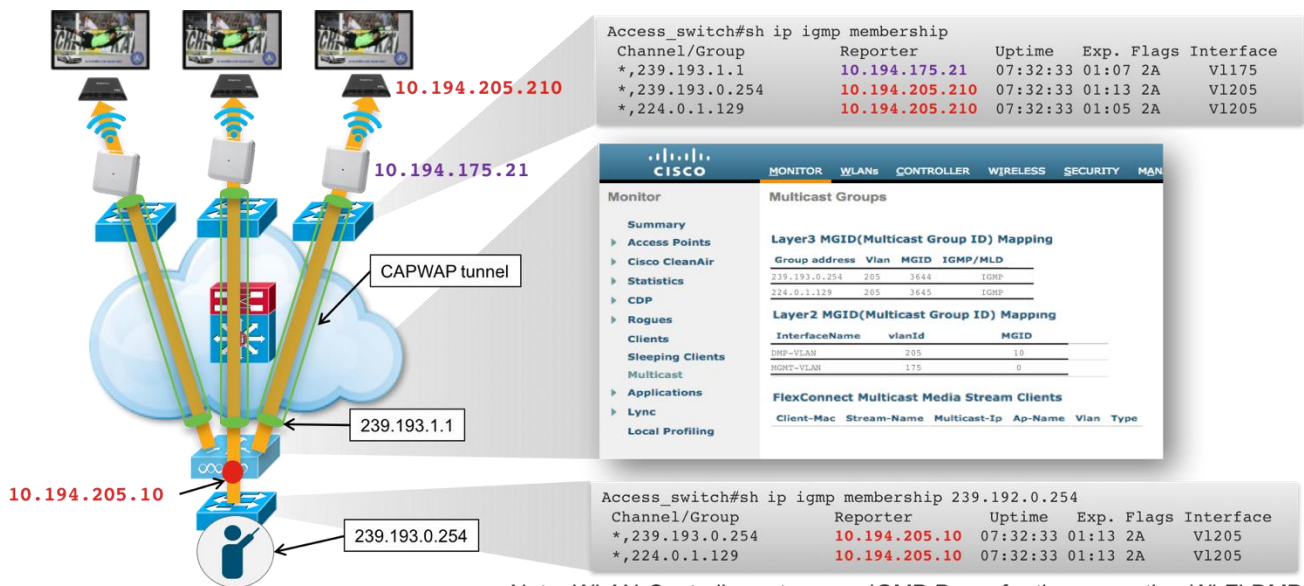 Access_switch#sh ip igmp membership
Channel/Group Reporter Uptime Exp. Flags Interface
*,239.193.1.1 10.194.175.21 07:32:33 01:07 2A Vl175
*,239.193.0.254 10.194.205.210 07:32:33 01:13 2A Vl205
*,224.0.1.129 10.194.205.210 07:32:33 01:05 2A Vl205
10.194.205.210
10.194.175.21
CAPWAP tunnel
239.193.1.1
10.194.205.10
239.193.0.254
CISCO
MONITOR WLANs CONTROLLER WIRELESS SECURITY MAN
Monitor
Summary
Access Points
Cisco CleanAir
Statistics
CDP
Rogues
Clients
Sleeping Clients
Multicast
Applications
Lync
Local Profiling
Multicast Groups
Layer3 MGID(Multicast Group ID) Mapping
Group address Vlan MGID IGMP/MLD
239.193.0.254 205 3644 IGMP
224.0.1.129 205 3645 IGMP
Layer2 MGID(Multicast Group ID) Mapping
InterfaceName vlanId MGID
DMP-VLAN 205 10
MGMT-VLAN 175 0
FlexConnect Multicast Media Stream Clients
Client-Mac Stream-Name Multicast-Ip Ap-Name Vlan Type
Access_switch#sh ip igmp membership 239.192.0.254
Channel/Group Reporter Uptime Exp. Flags Interface
*,239.193.0.254 10.194.205.10 07:32:33 01:13 2A Vl205
*,224.0.1.129 10.194.205.10 07:32:33 01:13 2A Vl205